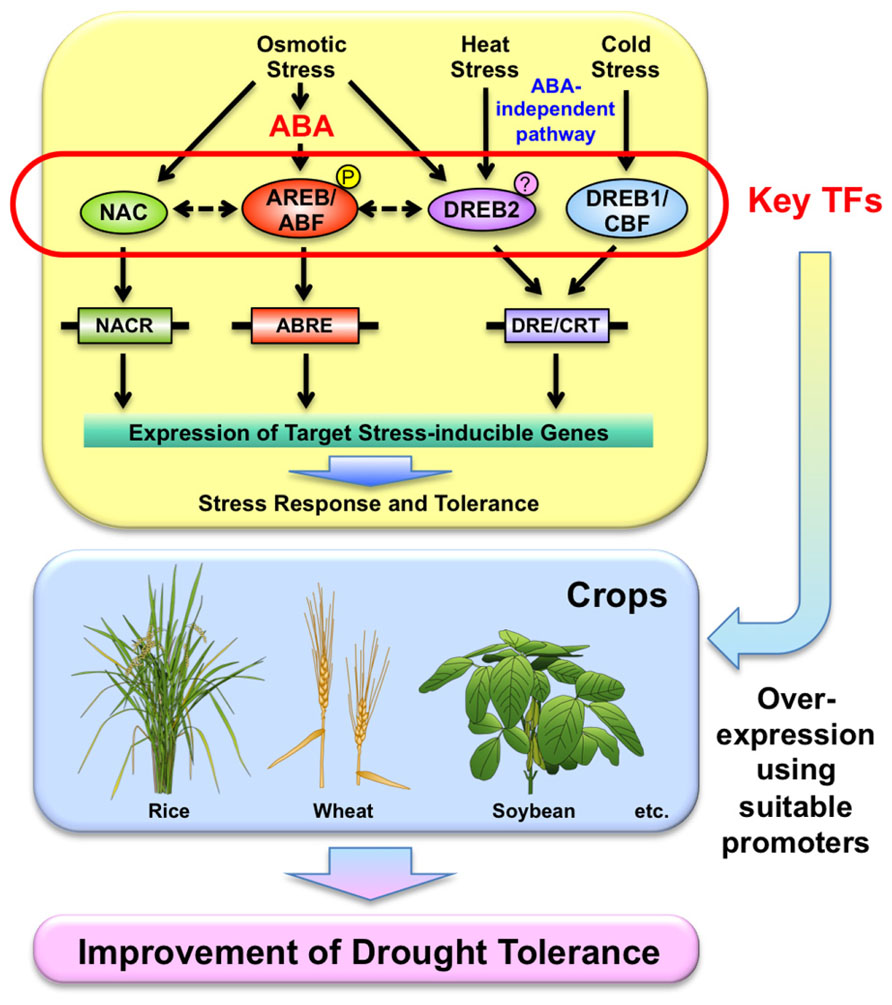 Osmotic
Stress
Heat
Stress
Cold
Stress
ABA
ABA-
independent
pathway
P
?
NAC
AREB/
ABF
DREB2
DREB1/
CBF
Key TFs
NACR
ABRE
DRE/CRT
Expression of Target Stress-inducible Genes
Stress Response and Tolerance
Crops
Rice
Wheat
Soybean
etc.
Over-
expression
using
suitable
promoters
Improvement of Drought Tolerance